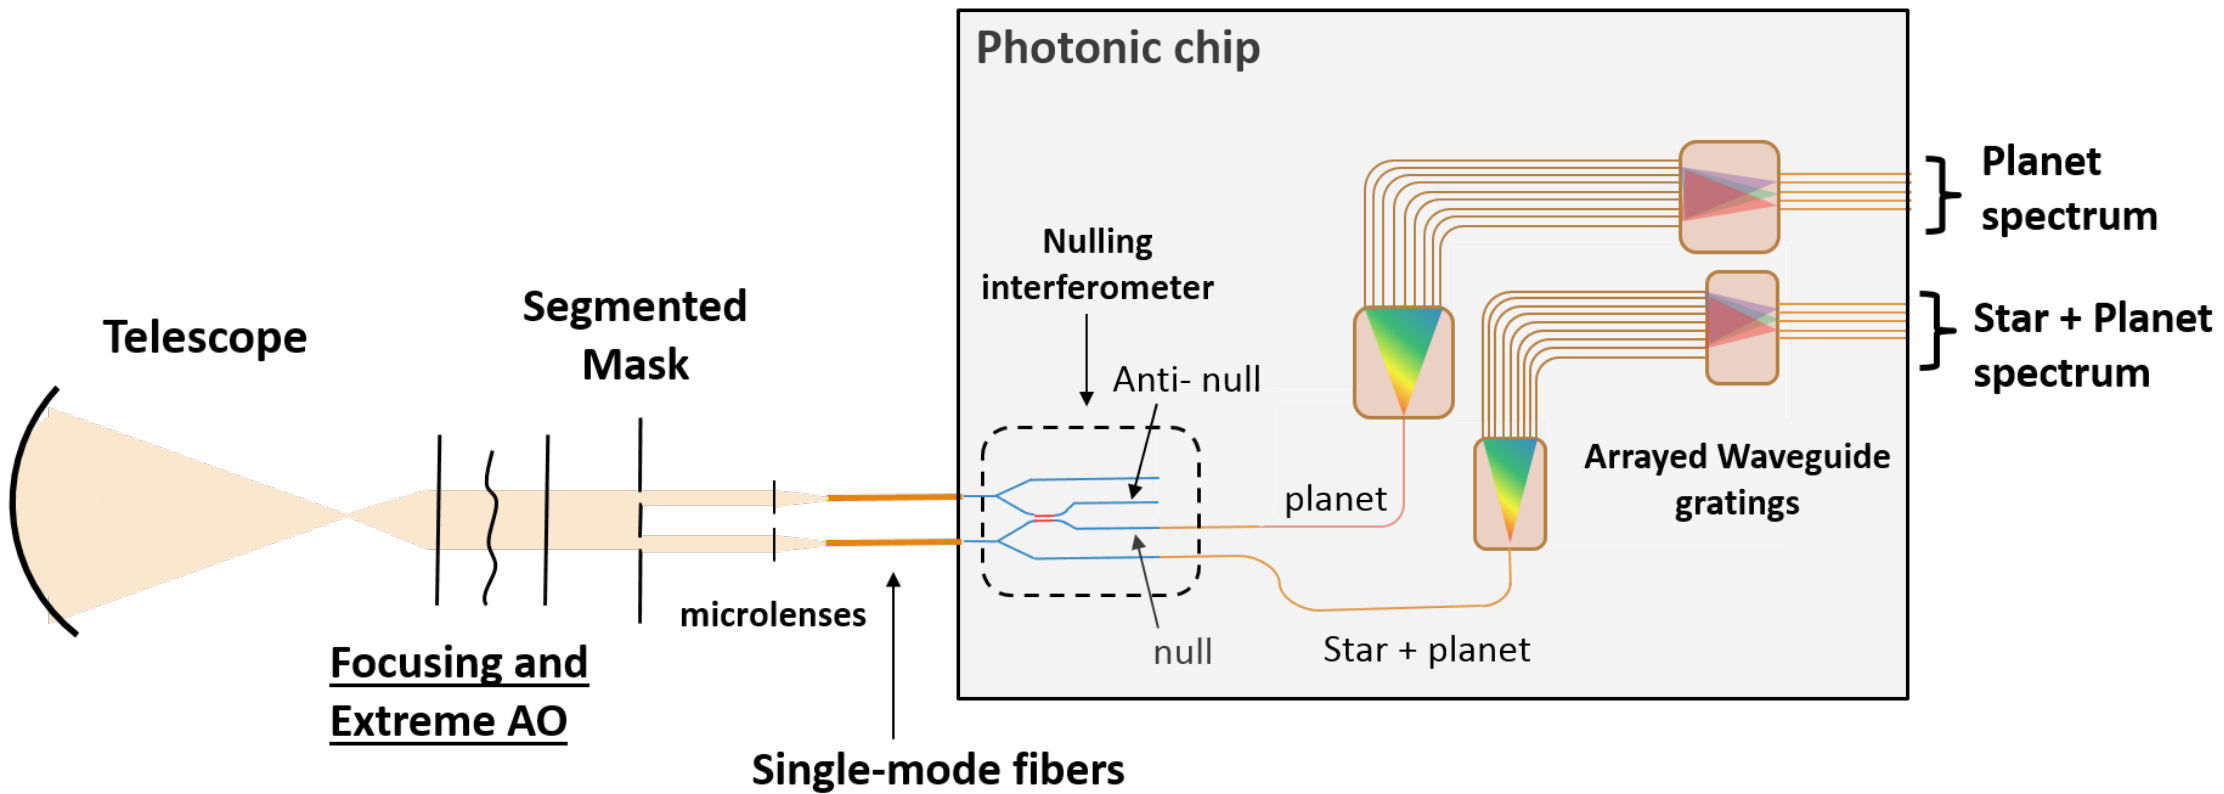 Photonic chip
Telescope
Segmented
Mask
Focusing and
Extreme AO
microlenses
Single-mode fibers
Nulling
interferometer
Anti- null
null
planet
Star + planet
Arrayed Waveguide
gratings
Planet
spectrum
Star + Planet
spectrum